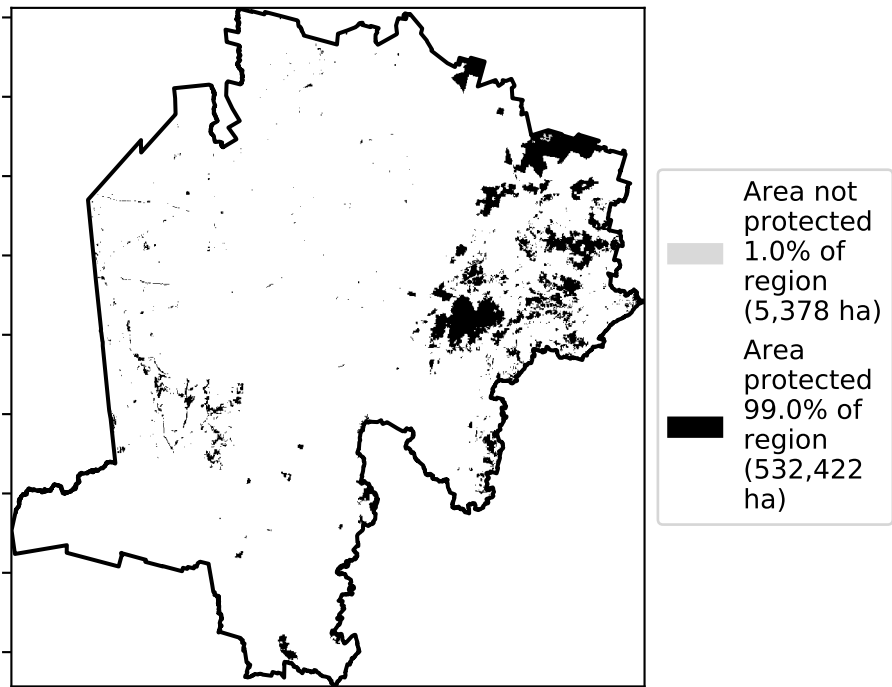 Area not
protected
1.0% of
region
(5,378 ha)
Area
protected
99.0% of
region
(532,422
ha)